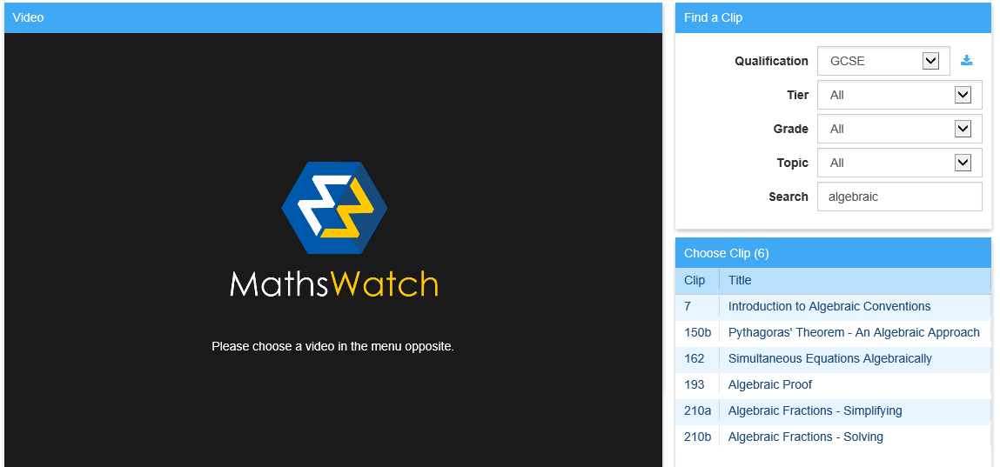 Video
MathsWatch
Please choose a video in the menu opposite.
Find a Clip
Qualification GCSE
Tier All
Grade All
Topic All
Search algebraic
Choose Clip (6)
Clip Title
7 Introduction to Algebraic Conventions
150b Pythagoras' Theorem - An Algebraic Approach
162 Simultaneous Equations Algebraically
193 Algebraic Proof
210a Algebraic Fractions - Simplifying
210b Algebraic Fractions - Solving